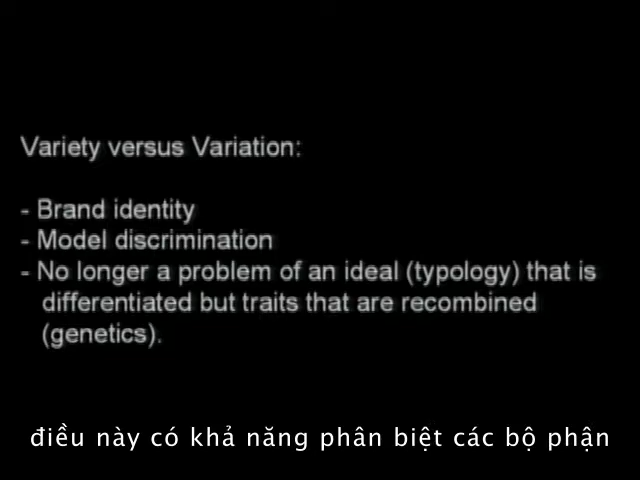 Variety versus Variation:
- Brand identity
- Model discrimination
- No longer a problem of an ideal (typology) that is
differentiated but traits that are recombined
(genetics).
điều này có khả năng phân biệt các bộ phận